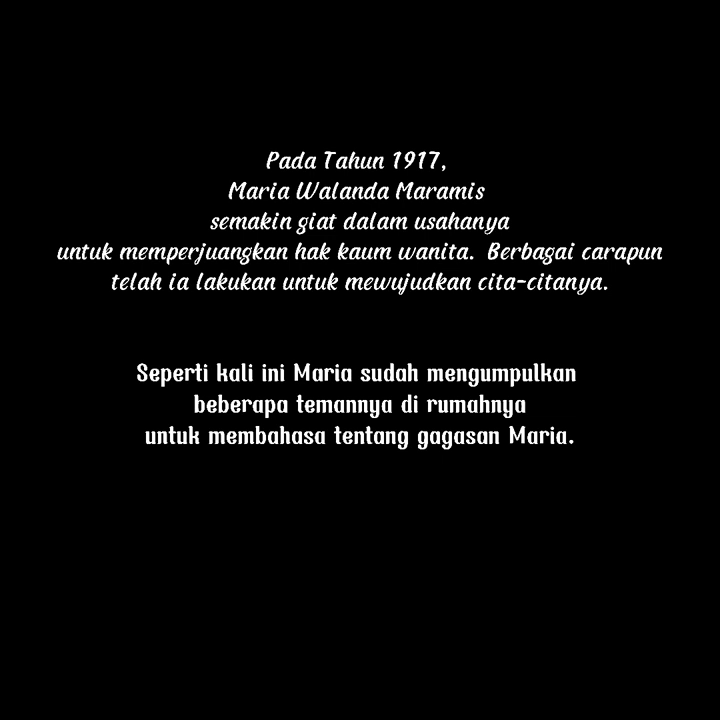 Pada Tahun 1917,
Maria Walanda Maramis
semakin giat dalam usahanya
untuk memperjuangkan hak kaum wanita. Berbagai carapun
telah ia lakukan untuk mewujudkan cita-citanya.
Seperti kali ini Maria sudah mengumpulkan
beberapa temannya di rumahnya
untuk membahasa tentang gagasan Maria.